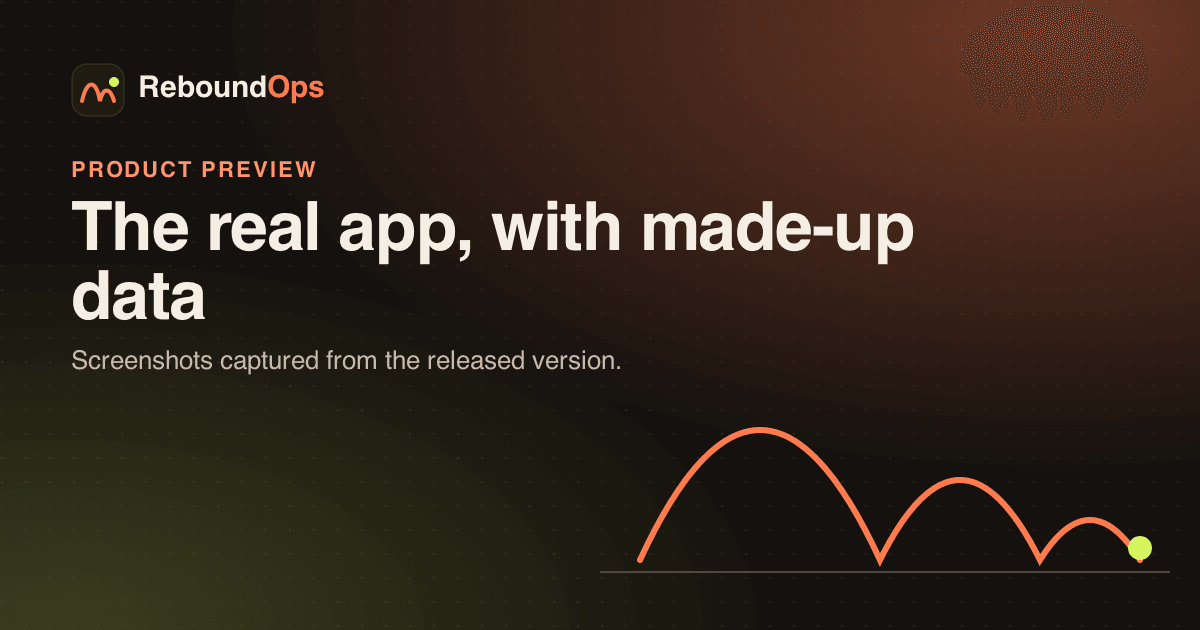 ReboundOps
PRODUCT PREVIEW
The real app, with made-up
data
Screenshots captured from the released version.